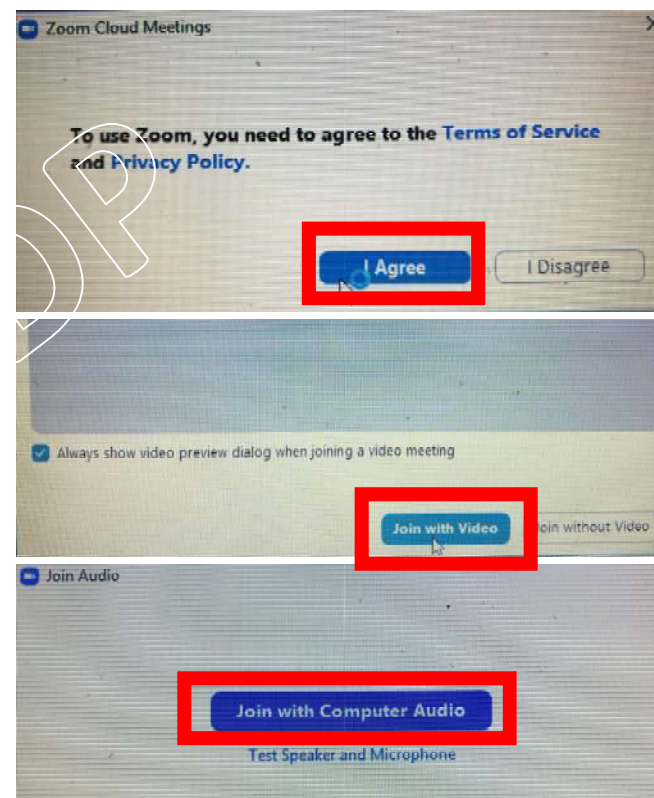 Zoom Cloud Meetings
To use Zoom, you need to agree to the Terms of Service
and Privacy Policy.
I Agree
I Disagree
Always show video preview dialog when joining a video meeting
Join with Video
oin without Video
Join Audio
Join with Computer Audio
Test Speaker and Microphone